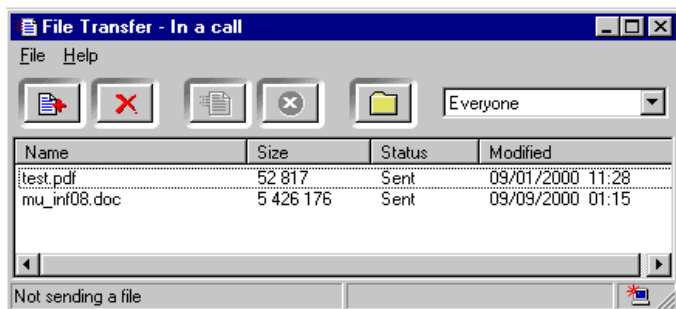 File Transfer - In a call
File Help
Everyone
Name Size Status Modified
test.pdf 52 817 Sent 09/01/2000 11:28
mu_inf08.doc 5 426 176 Sent 09/09/2000 01:15
Not sending a file